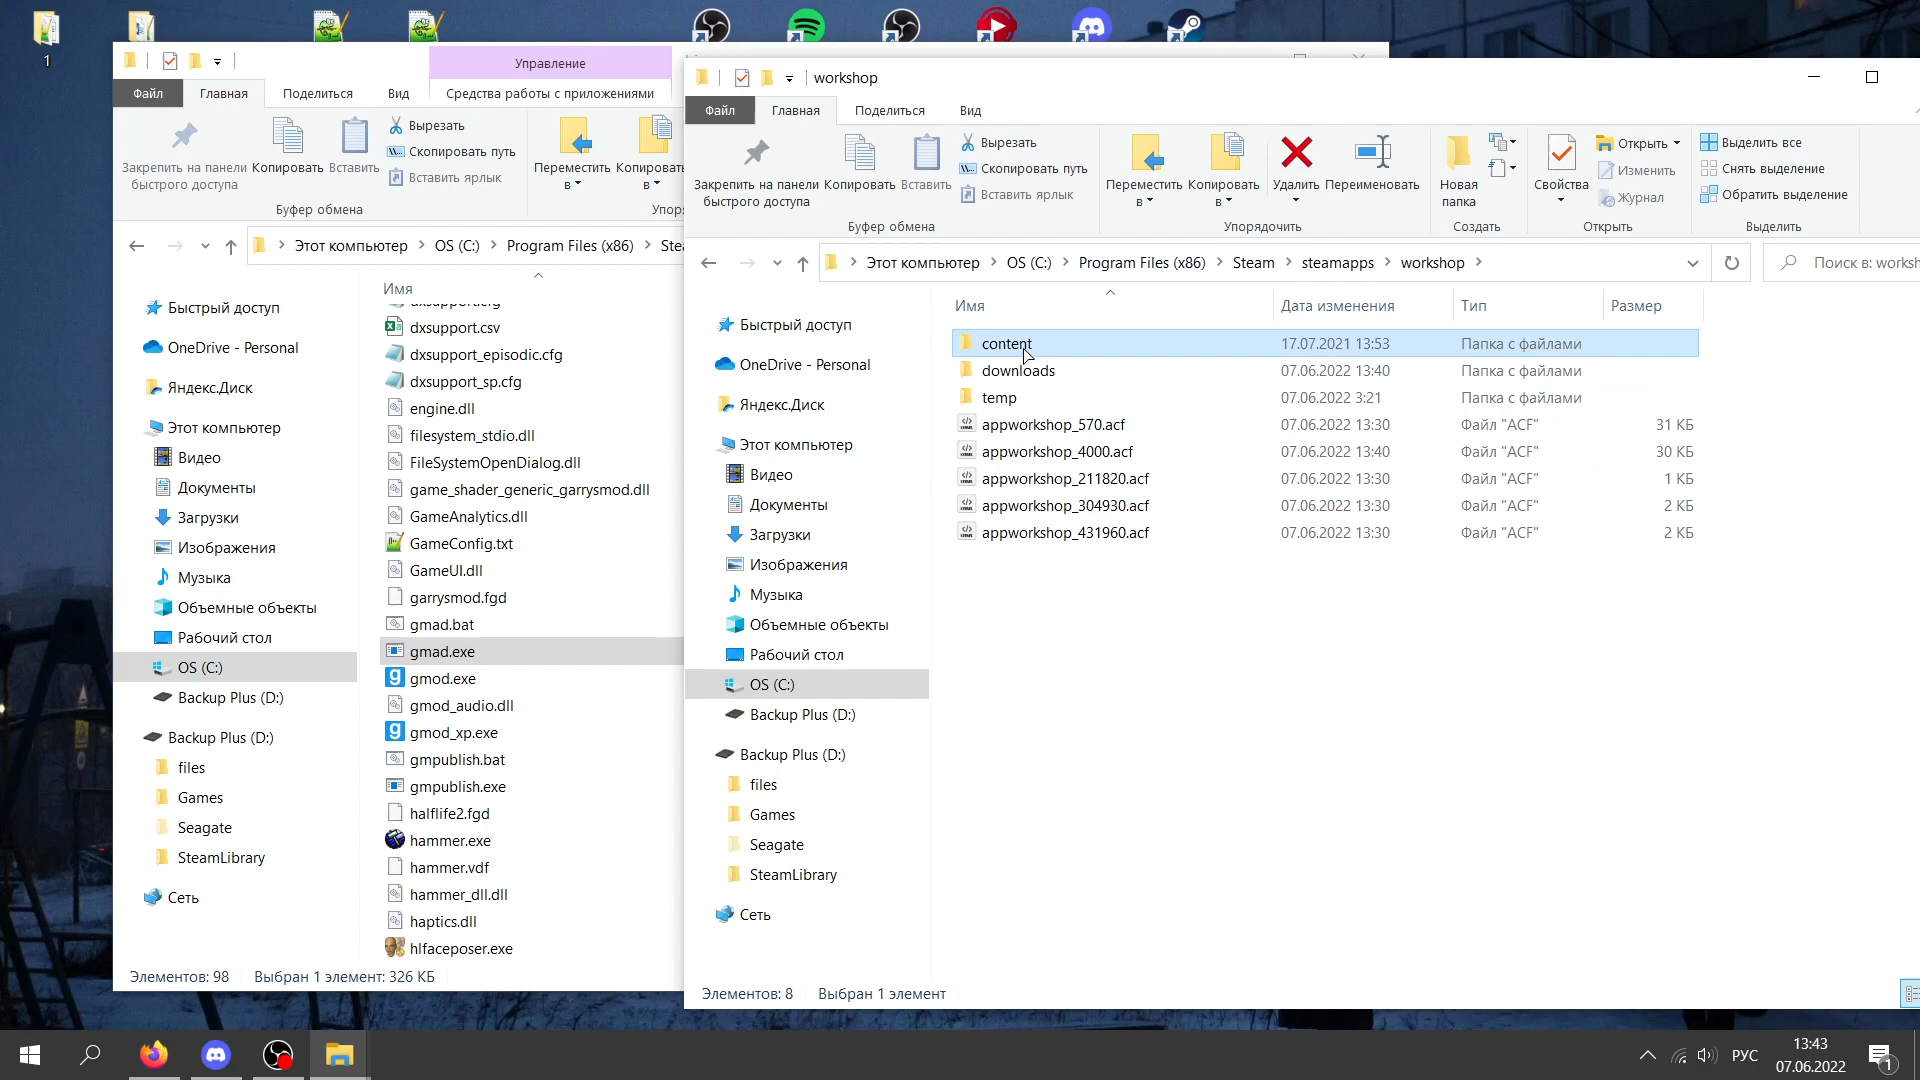 1
Управление
Файл
Главная
Поделиться
Вид
Средства работы с приложениями
Закрепить на панели
быстрого доступа
Копировать
Вставить
Вырезать
Скопировать путь
Вставить ярлык
Переместить
в
Копировать
в
Буфер обмена
Этот компьютер
OS (C:)
Program Files (x86)
Имя
Быстрый доступ
OneDrive - Personal
Яндекс.Диск
Этот компьютер
Видео
Документы
Загрузки
Изображения
Музыка
Объемные объекты
Рабочий стол
OS (C:)
Backup Plus (D:)
Backup Plus (D:)
files
Games
Seagate
SteamLibrary
Сеть
dxsupport.cfg
dxsupport.csv
dxsupport_episodic.cfg
dxsupport_sp.cfg
engine.dll
filesystem_stdio.dll
FileSystemOpenDialog.dll
game_shader_generic_garrysmod.dll
GameAnalytics.dll
GameConfig.txt
GameUI.dll
garrysmod.fgd
gmad.bat
gmad.exe
gmod.exe
gmod_audio.dll
gmod_xp.exe
gmpublish.bat
gmpublish.exe
halflife2.fgd
hammer.exe
hammer.vdf
hammer_dll.dll
haptics.dll
hlfaceposer.exe
Элементов: 98
Выбран 1 элемент: 326 КБ
workshop
Файл
Главная
Поделиться
Вид
Закрепить на панели
быстрого доступа
Копировать
Вставить
Вырезать
Скопировать путь
Вставить ярлык
Переместить
в
Копировать
в
Удалить
Переименовать
Новая
папка
Свойства
Открыть
Изменить
Журнал
Выделить все
Снять выделение
Обратить выделение
Буфер обмена
Упорядочить
Создать
Открыть
Выделить
Этот компьютер
OS (C:)
Program Files (x86)
Steam
steamapps
workshop
Поиск в: worksh
Имя
Дата изменения
Тип
Размер
Быстрый доступ
OneDrive - Personal
Яндекс.Диск
Этот компьютер
Видео
Документы
Загрузки
Изображения
Музыка
Объемные объекты
Рабочий стол
OS (C:)
Backup Plus (D:)
Backup Plus (D:)
files
Games
Seagate
SteamLibrary
Сеть
content 17.07.2021 13:53 Папка с файлами
downloads 07.06.2022 13:40 Папка с файлами
temp 07.06.2022 3:21 Папка с файлами
appworkshop_570.acf 07.06.2022 13:30 Файл "ACF" 31 КБ
appworkshop_4000.acf 07.06.2022 13:40 Файл "ACF" 30 КБ
appworkshop_211820.acf 07.06.2022 13:30 Файл "ACF" 1 КБ
appworkshop_304930.acf 07.06.2022 13:30 Файл "ACF" 2 КБ
appworkshop_431960.acf 07.06.2022 13:30 Файл "ACF" 2 КБ
Элементов: 8
Выбран 1 элемент
РУС
13:43
07.06.2022
1